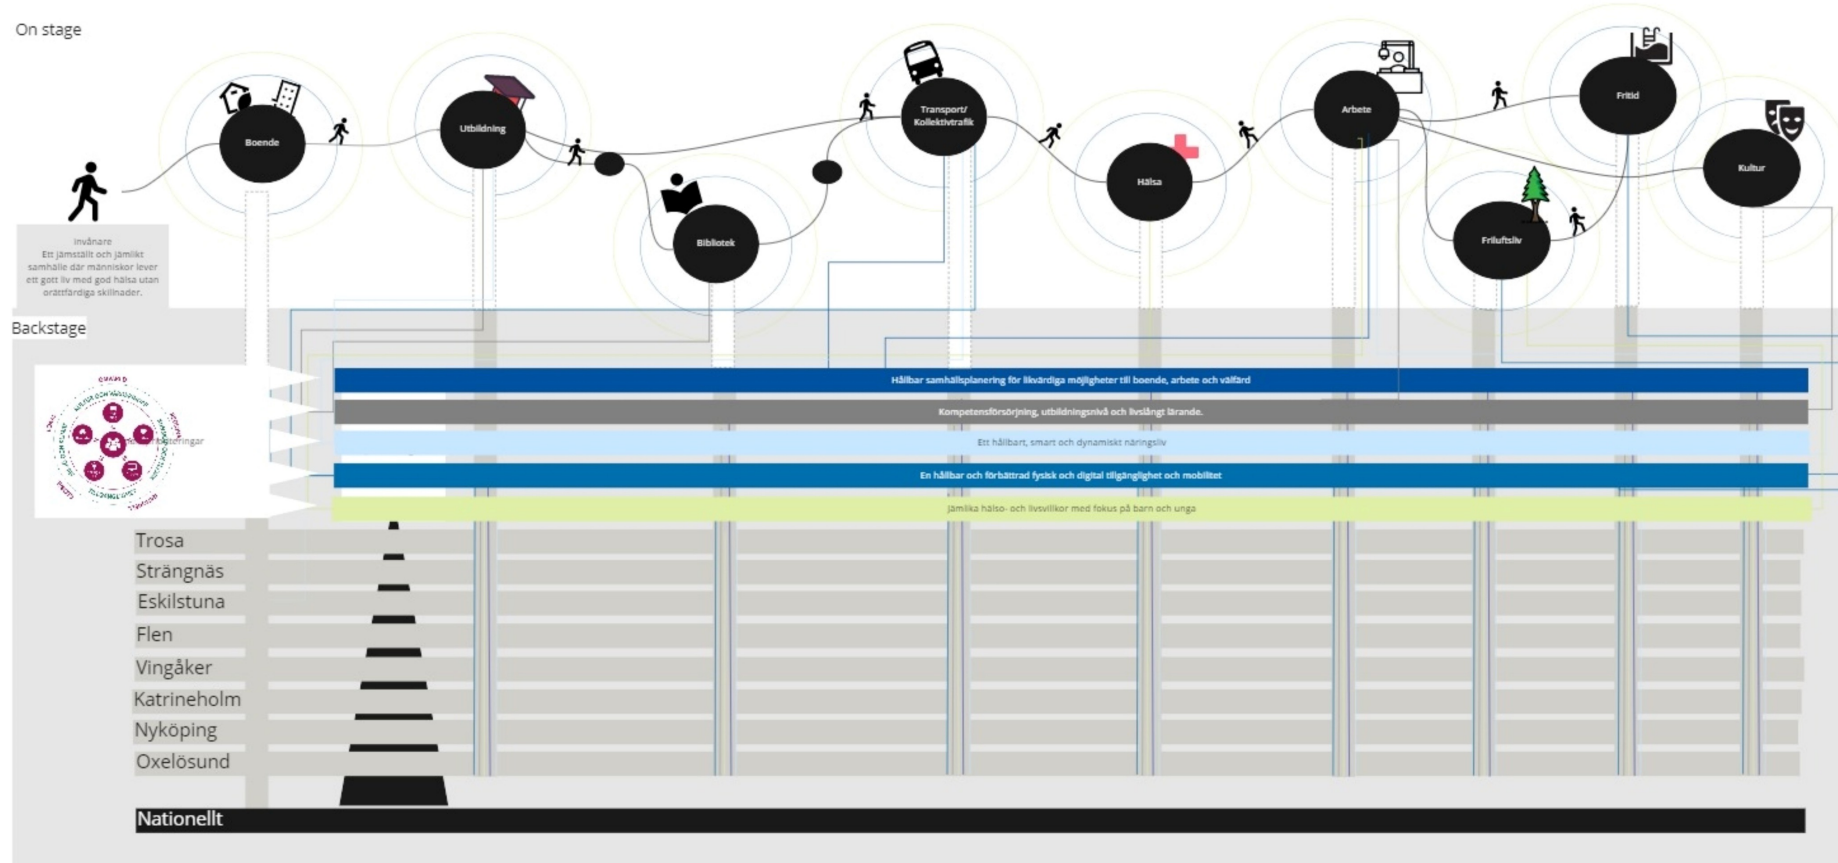 On stage
Boende
Utbildning
Bibliotek
Transport/
Kollektivtrafik
Hälsa
Arbete
Fritid
Friluftsliv
Kultur
Invånare
Ett jämställt och jämlikt
samhälle där människor lever
ett gott liv med god hälsa utan
orättfärdiga skillnader.
Backstage
Hållbar samhällsplanering för likvärdiga möjligheter till boende, arbete och välfärd
Kompetensförsörjning, utbildningsnivå och livslångt lärande.
Ett hållbart, smart och dynamiskt näringsliv
En hållbar och förbättrad fysisk och digital tillgänglighet och mobilitet
Jämlika hälso- och livsvillkor med fokus på barn och unga
Trosa
Strängnäs
Eskilstuna
Flen
Vingåker
Katrineholm
Nyköping
Oxelösund
Nationellt